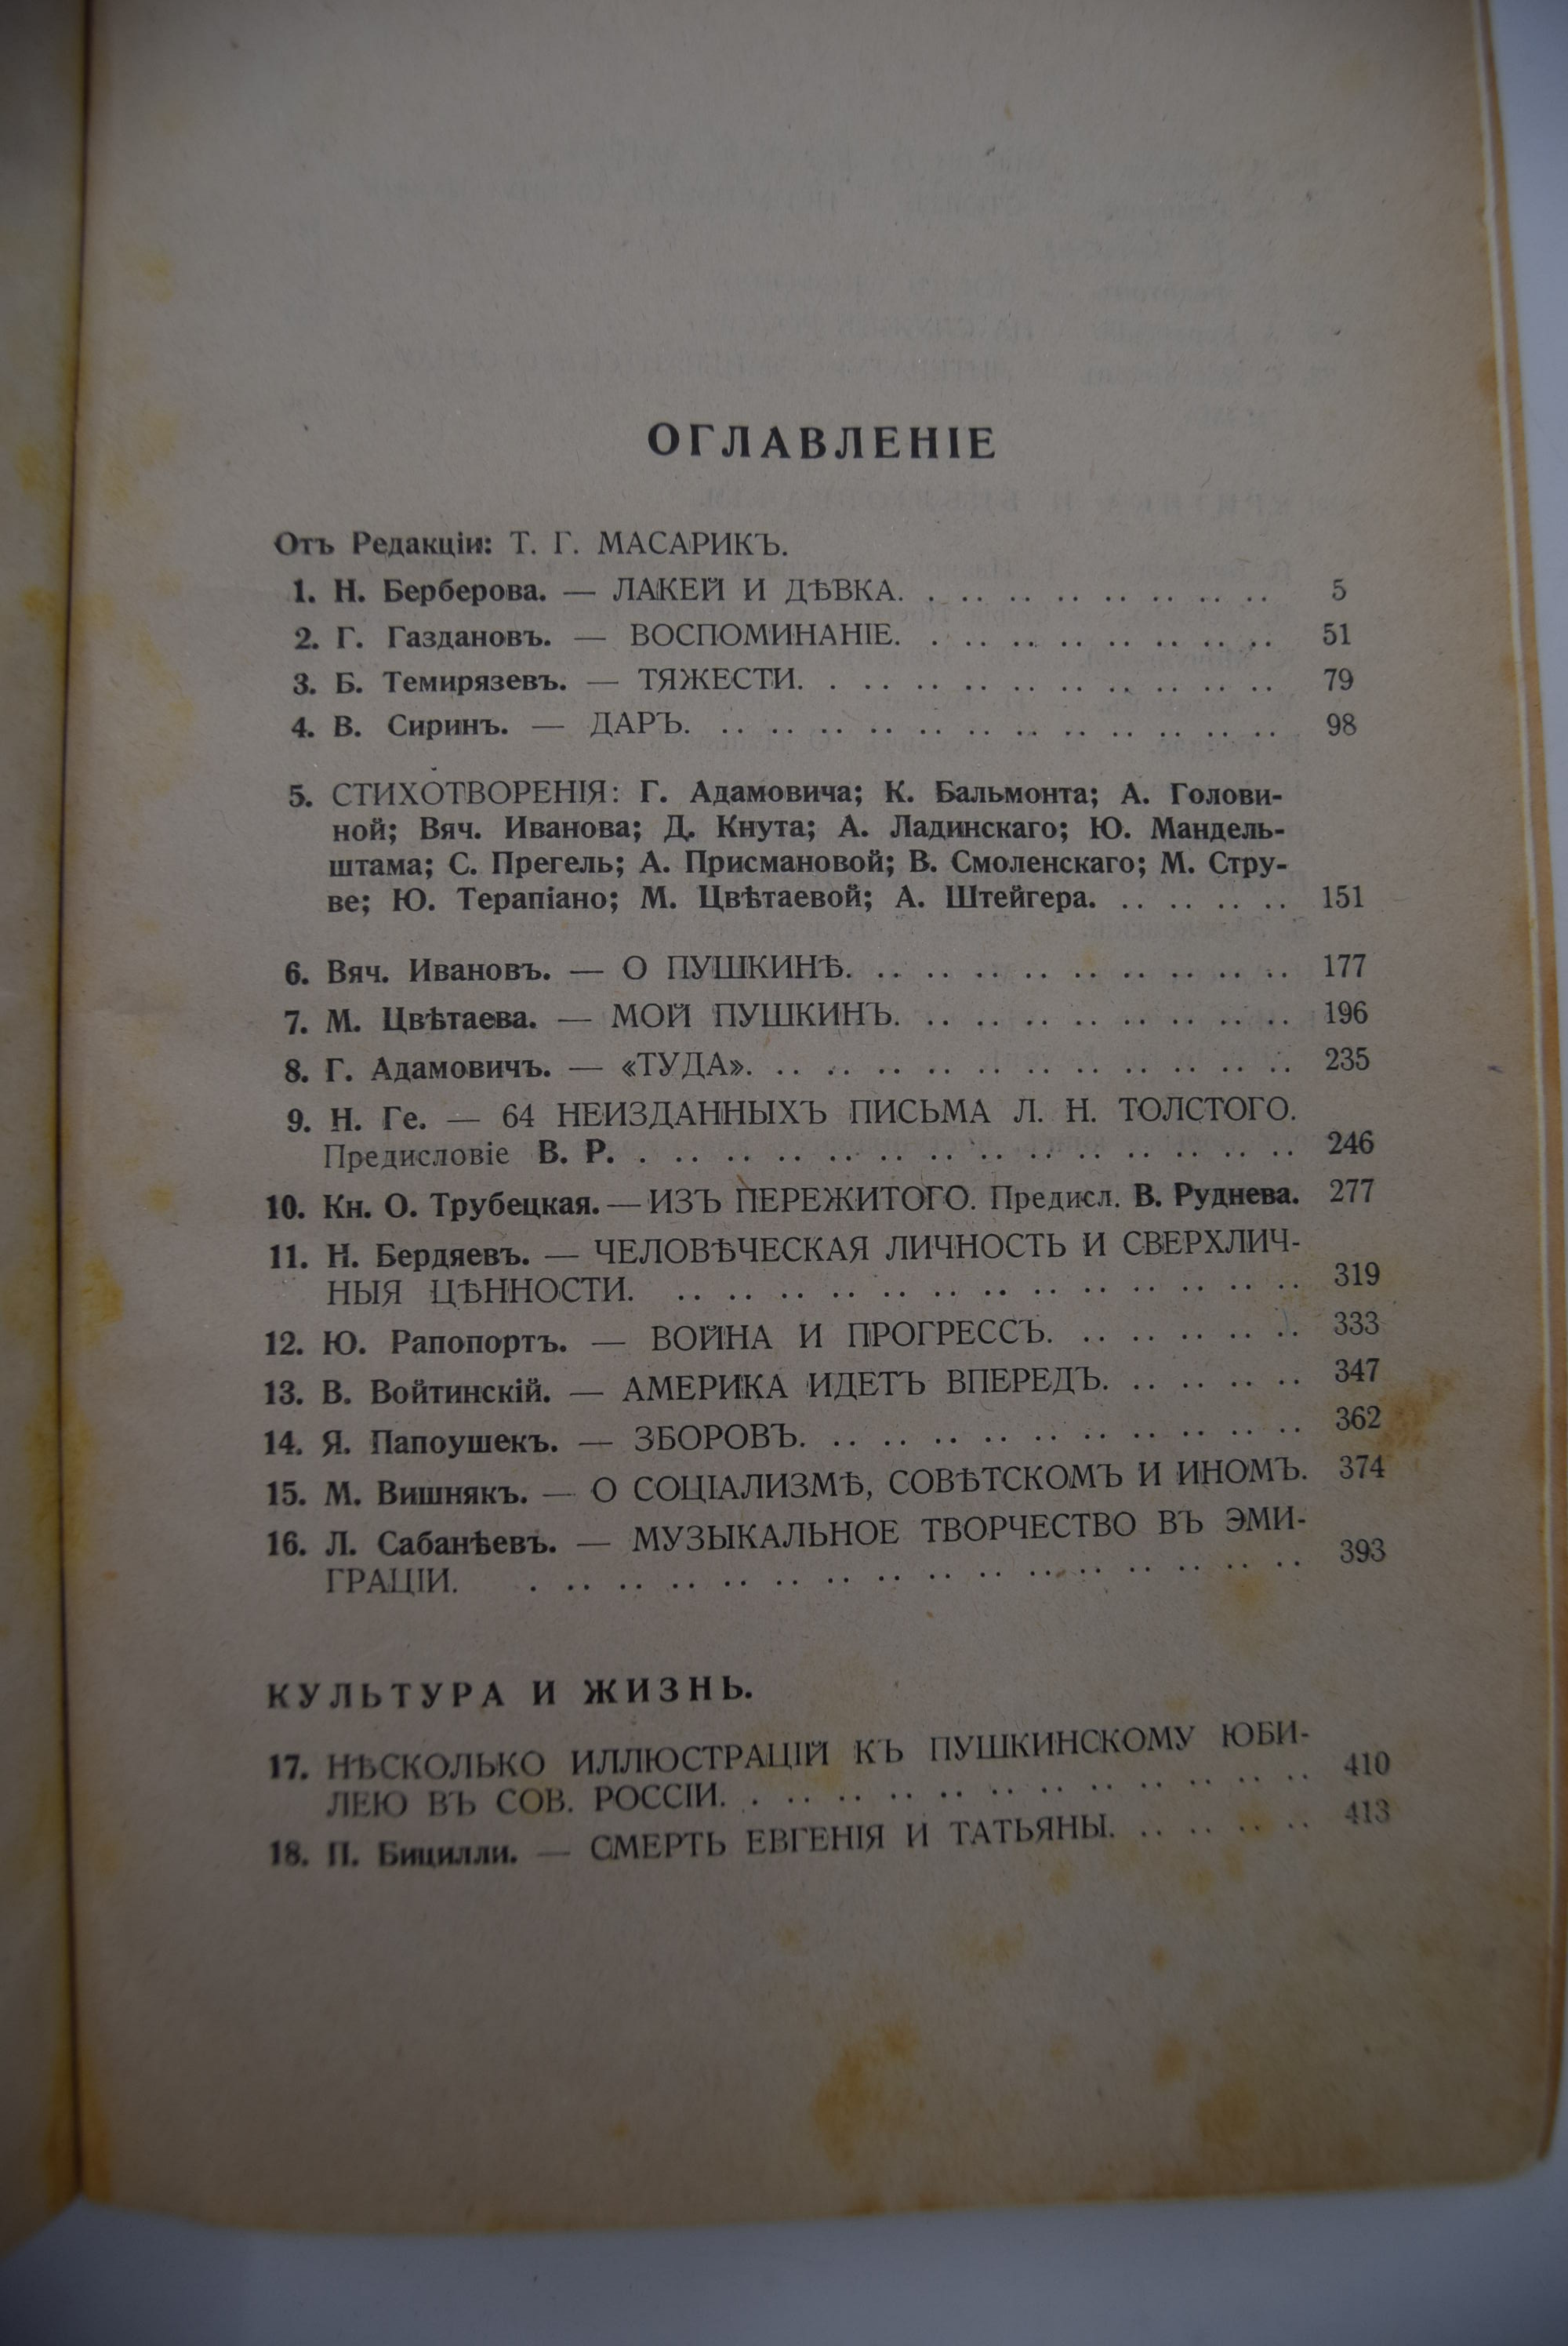 ОГЛАВЛЕНІЕ
Отъ Редакціи: Т. Г. МАСАРИКЪ.
1. Н. Берберова. — ЛАКЕЙ И ДѢВКА. . .. .. .. .. .. .. .. 5
2. Г. Газдановъ. — ВОСПОМИНАНІЕ. . .. .. .. .. .. .. .. 51
3. Б. Темирязевъ. — ТЯЖЕСТИ. . .. .. .. .. .. .. .. .. .. 79
4. В. Сиринъ. — ДАРЪ. .. .. .. .. .. .. .. .. .. .. .. .. 98
5. СТИХОТВОРЕНІЯ: Г. Адамовича; К. Бальмонта; А. Голови-
ной; Вяч. Иванова; Д. Кнута; А. Ладинскаго; Ю. Мандель-
штама; С. Прегель; А. Присмановой; В. Смоленскаго; М. Стру-
ве; Ю. Терапіано; М. Цвѣтаевой; А. Штейгера. .. .. .. .. 151
6. Вяч. Ивановъ. — О ПУШКИНѢ. .. .. .. .. .. .. .. .. .. 177
7. М. Цвѣтаева. — МОЙ ПУШКИНЪ. .. .. .. .. .. .. .. .. 196
8. Г. Адамовичъ. — «ТУДА». .. .. .. .. .. .. .. .. .. .. .. 235
9. Н. Ге. — 64 НЕИЗДАННЫХЪ ПИСЬМА Л. Н. ТОЛСТОГО.
Предисловіе В. Р. . .. .. .. .. .. .. .. .. .. .. .. .. .. 246
10. Кн. О. Трубецкая. — ИЗЪ ПЕРЕЖИТОГО. Предисл. В. Руднева. 277
11. Н. Бердяевъ. — ЧЕЛОВѢЧЕСКАЯ ЛИЧНОСТЬ И СВЕРХЛИЧ-
НЫЯ ЦѢННОСТИ. .. .. .. .. .. .. .. .. .. .. .. .. .. 319
12. Ю. Рапопортъ. — ВОЙНА И ПРОГРЕССЪ. .. .. .. .. .. 333
13. В. Войтинскій. — АМЕРИКА ИДЕТЪ ВПЕРЕДЪ. .. .. .. .. 347
14. Я. Папоушекъ. — ЗБОРОВЪ. .. .. .. .. .. .. .. .. .. .. 362
15. М. Вишнякъ. — О СОЦІАЛИЗМѢ, СОВѢТСКОМЪ И ИНОМЪ. 374
16. Л. Сабанѣевъ. — МУЗЫКАЛЬНОЕ ТВОРЧЕСТВО ВЪ ЭМИ-
ГРАЦІИ. . .. .. .. .. .. .. .. .. .. .. .. .. .. .. .. 393
КУЛЬТУРА И ЖИЗНЬ.
17. НѢСКОЛЬКО ИЛЛЮСТРАЦІЙ КЪ ПУШКИНСКОМУ ЮБИ-
ЛЕЮ ВЪ СОВ. РОССІИ. . .. .. .. .. .. .. .. .. .. .. .. 410
18. П. Бицилли. — СМЕРТЬ ЕВГЕНІЯ И ТАТЬЯНЫ. .. .. .. .. 413